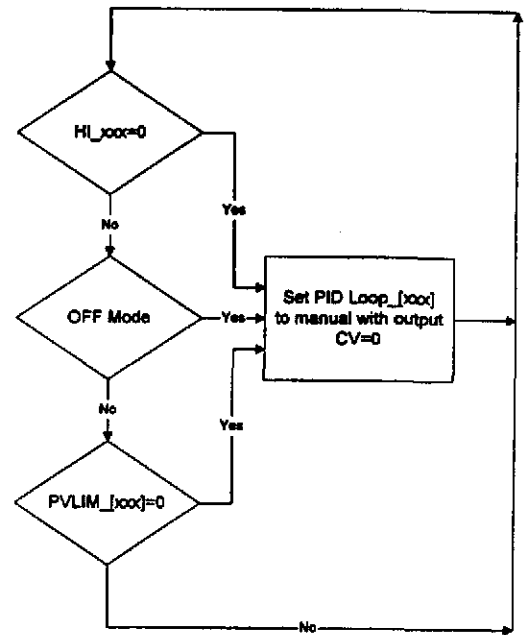 HI_xxx=0
Yes
No
OFF Mode
Yes
Set PID Loop_[xxx]
to manual with output
CV=0
No
Yes
PVLIM_[xxx]=0
No